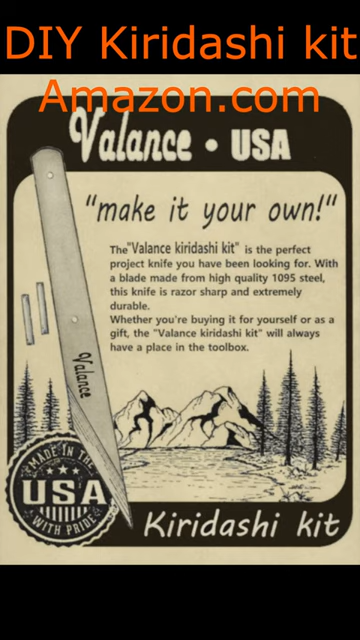 DIY Kiridashi kit
Amazon.com
Valance • USA
"make it your own!"
The "Valance kiridashi kit" is the perfect
project knife you have been looking for. With
a blade made from high quality 1095 steel,
this knife is razor sharp and extremely
durable.
Whether you're buying it for yourself or as a
gift, the "Valance kiridashi kit" will always
have a place in the toolbox.
Valance
MADE IN THE
USA
WITH PRIDE
Kiridashi kit